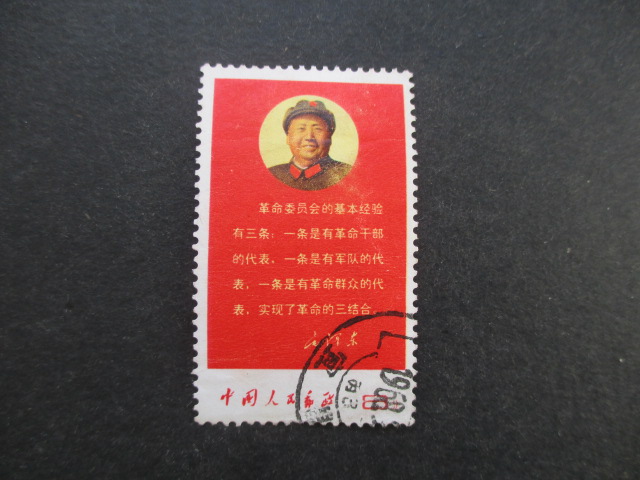 革命委员会的基本经验
有三条：一条是有革命干部
的代表，一条是有军队的代
表，一条是有革命群众的代
表，实现了革命的三结合。
毛泽东
中国人民邮政
8
1968